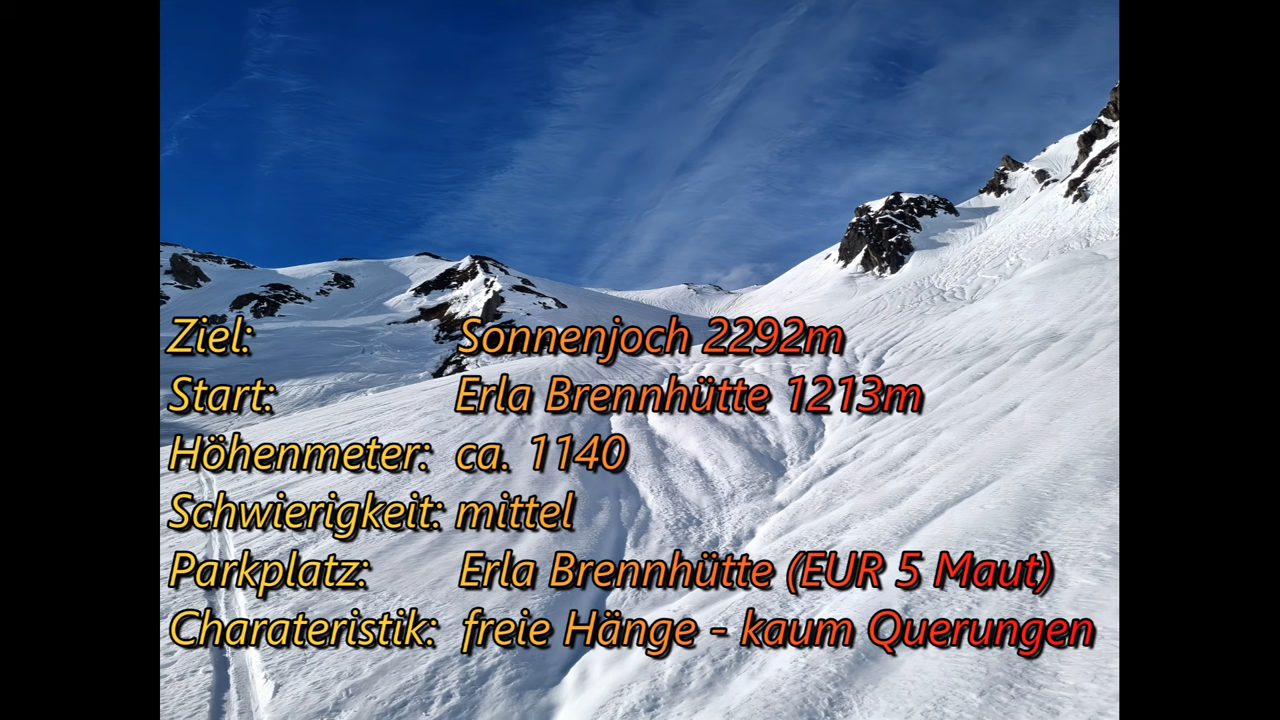 Ziel: Sonnenjoch 2292m
Start: Erla Brennhütte 1213m
Höhenmeter: ca. 1140
Schwierigkeit: mittel
Parkplatz: Erla Brennhütte (EUR 5 Maut)
Charateristik: freie Hänge - kaum Querungen